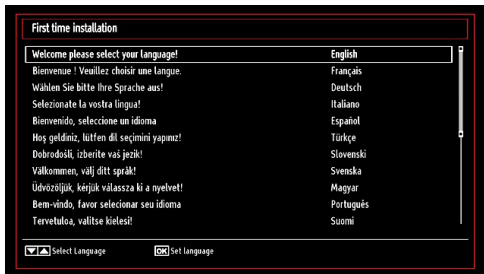 First time installation
Welcome please select your language! English
Bienvenue ! Veuillez choisir une langue. Français
Wählen Sie bitte Ihre Sprache aus! Deutsch
Selezionate la vostra lingua! Italiano
Bienvenido, seleccione un idioma Español
Hoş geldiniz, lütfen dil seçimini yapınız! Türkçe
Dobrodošli, izberite vaš jezik! Slovenski
Välkommen, välj ditt språk! Svenska
Üdvözöljük, kérjük válassza ki a nyelvet! Magyar
Bem-vindo, favor selecionar seu idioma Português
Tervetuloa, valitse kielesi! Suomi
Select Language OK Set language